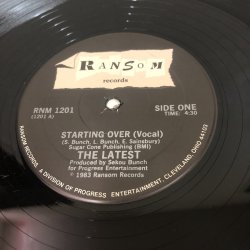 RANSOM
records
RNM 1201
(1201 A)
SIDE ONE
TIME: 4:30
STARTING OVER (Vocal)
(S. Bunch, L. Bunch, E. Sainsbury)
Sugar Cone Publishing (BMI)
THE LATEST
Produced by Sekou Bunch
for Progress Entertainment
© 1983 Ransom Records
RANSOM RECORDS, A DIVISION OF PROGRESS ENTERTAINMENT, CLEVELAND, OHIO 44103